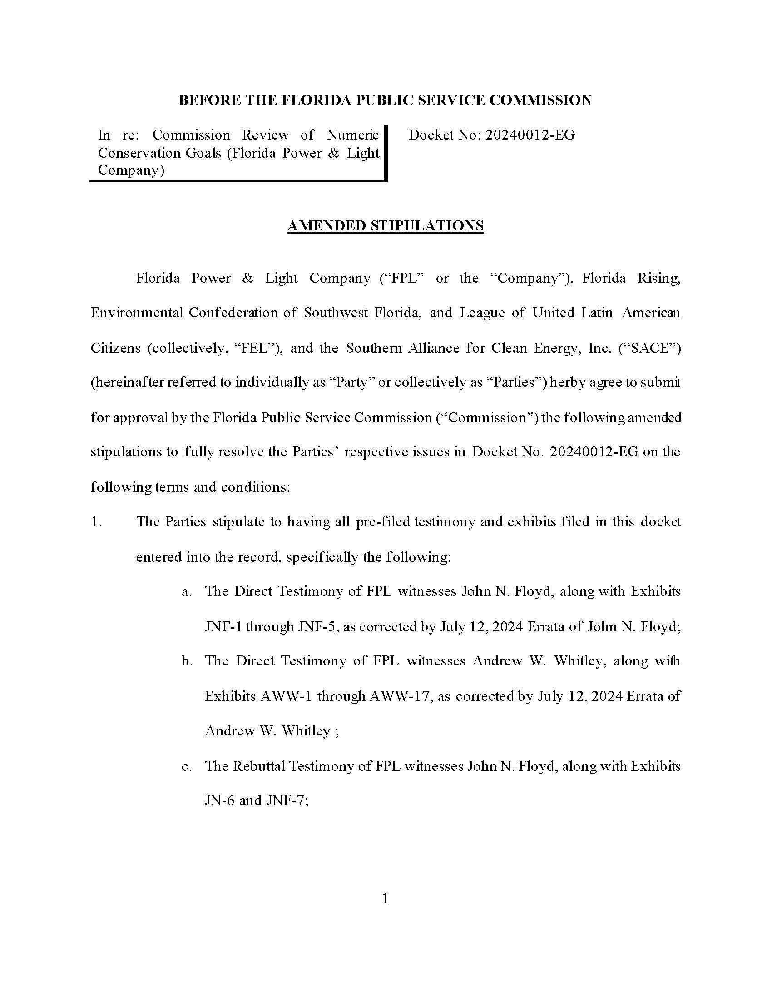 BEFORE THE FLORIDA PUBLIC SERVICE COMMISSION
In re: Commission Review of Numeric
Conservation Goals (Florida Power & Light
Company)
Docket No: 20240012-EG
AMENDED STIPULATIONS
Florida Power & Light Company (“FPL” or the “Company”), Florida Rising,
Environmental Confederation of Southwest Florida, and League of United Latin American
Citizens (collectively, “FEL”), and the Southern Alliance for Clean Energy, Inc. (“SACE”)
(hereinafter referred to individually as “Party” or collectively as “Parties”) herby agree to submit
for approval by the Florida Public Service Commission (“Commission”) the following amended
stipulations to fully resolve the Parties’ respective issues in Docket No. 20240012-EG on the
following terms and conditions:
1. The Parties stipulate to having all pre-filed testimony and exhibits filed in this docket
entered into the record, specifically the following:
a. The Direct Testimony of FPL witnesses John N. Floyd, along with Exhibits
JNF-1 through JNF-5, as corrected by July 12, 2024 Errata of John N. Floyd;
b. The Direct Testimony of FPL witnesses Andrew W. Whitley, along with
Exhibits AWW-1 through AWW-17, as corrected by July 12, 2024 Errata of
Andrew W. Whitley ;
c. The Rebuttal Testimony of FPL witnesses John N. Floyd, along with Exhibits
JN-6 and JNF-7;
1